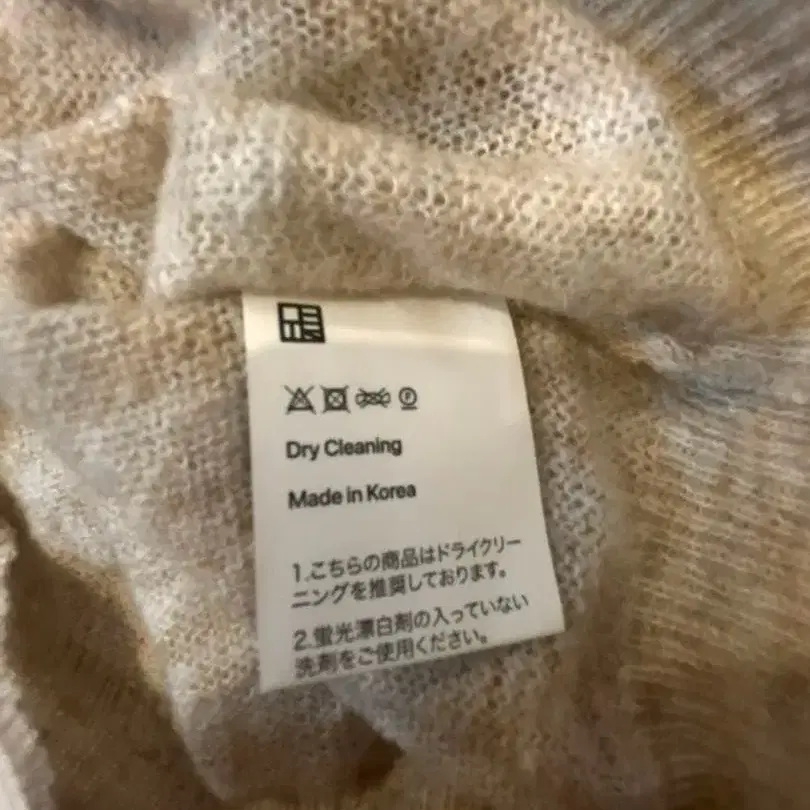 Dry Cleaning
Made in Korea
1.こちらの商品はドライクリー
ニングを推奨しております。
2.蛍光漂白剤の入っていない
洗剤をご使用ください。